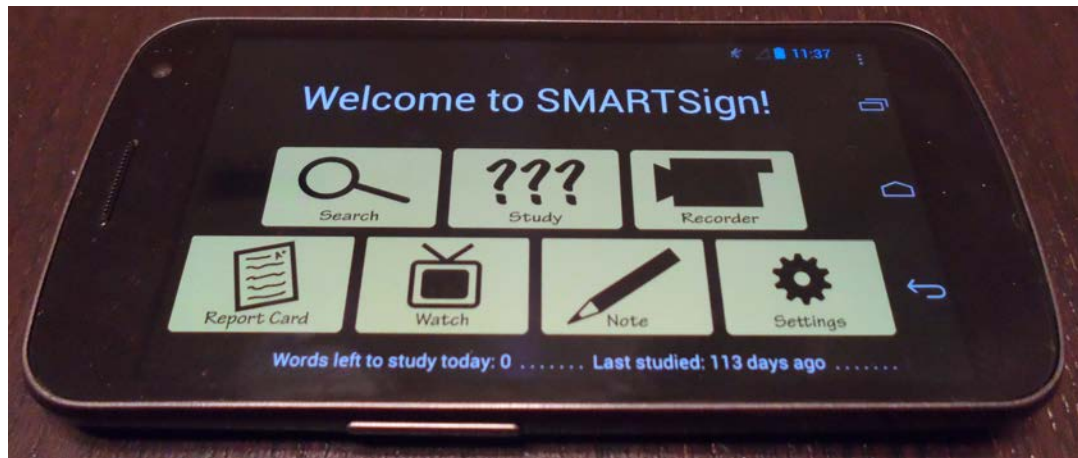 11:37
Welcome to SMARTSign!
???
Search Study Recorder
A+
Report Card Watch Note Settings
Words left to study today: 0 ....... Last studied: 113 days ago .......